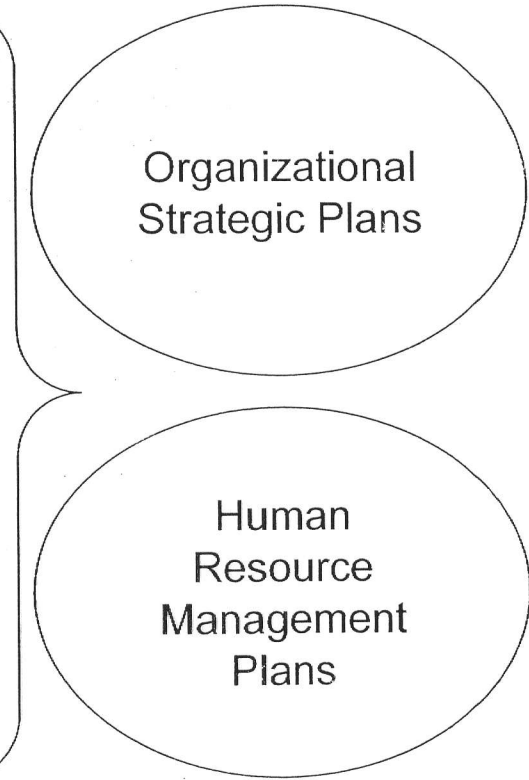 Organizational
Strategic Plans
Human
Resource
Management
Plans